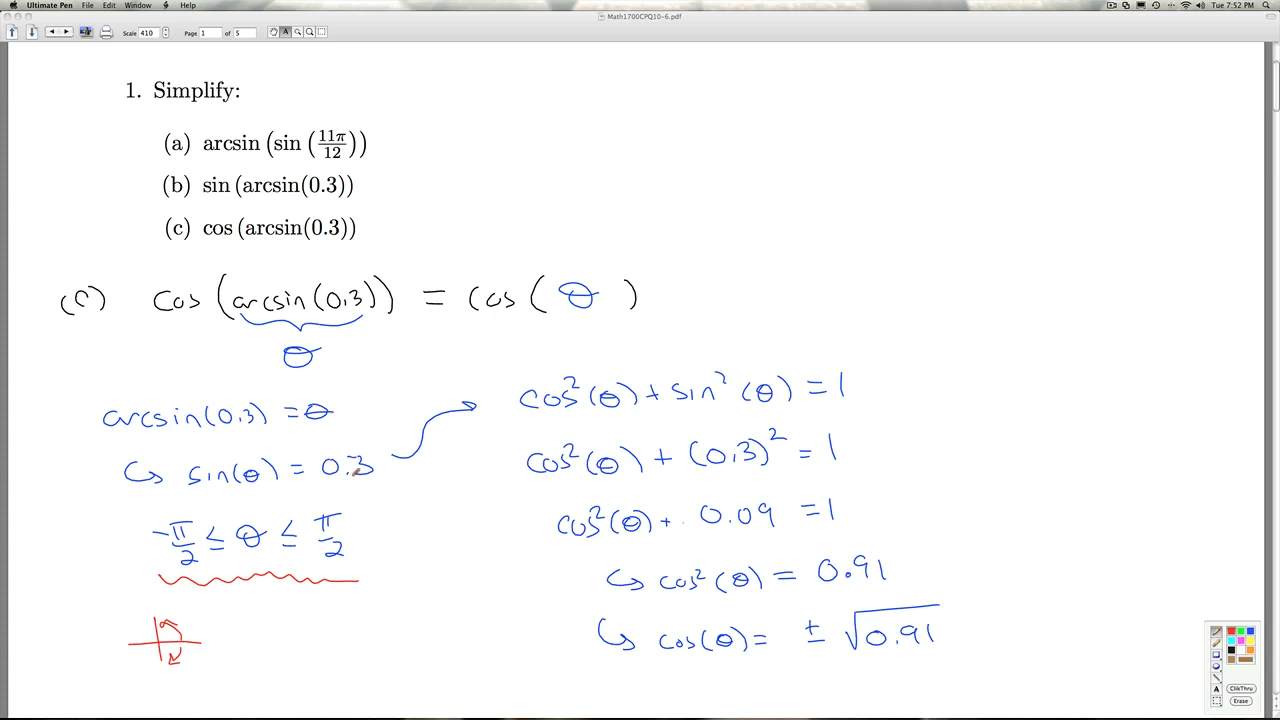 Ultimate Pen File Edit Window Help Tue 7:52 PM
Math1700CPQ10-6.pdf
Scale 410 Page 1 of 5
1. Simplify:
(a) arcsin (sin (11π/12))
(b) sin (arcsin(0.3))
(c) cos (arcsin(0.3))
(c) cos (arcsin(0.3)) = cos ( θ )
θ
arcsin(0.3) = θ
↪ sin(θ) = 0.3
-π/2 ≤ θ ≤ π/2
cos²(θ) + sin²(θ) = 1
cos²(θ) + (0.3)² = 1
cos²(θ) + 0.09 = 1
↪ cos²(θ) = 0.91
↪ cos(θ) = ± √0.91
A
ClikThru
Erase